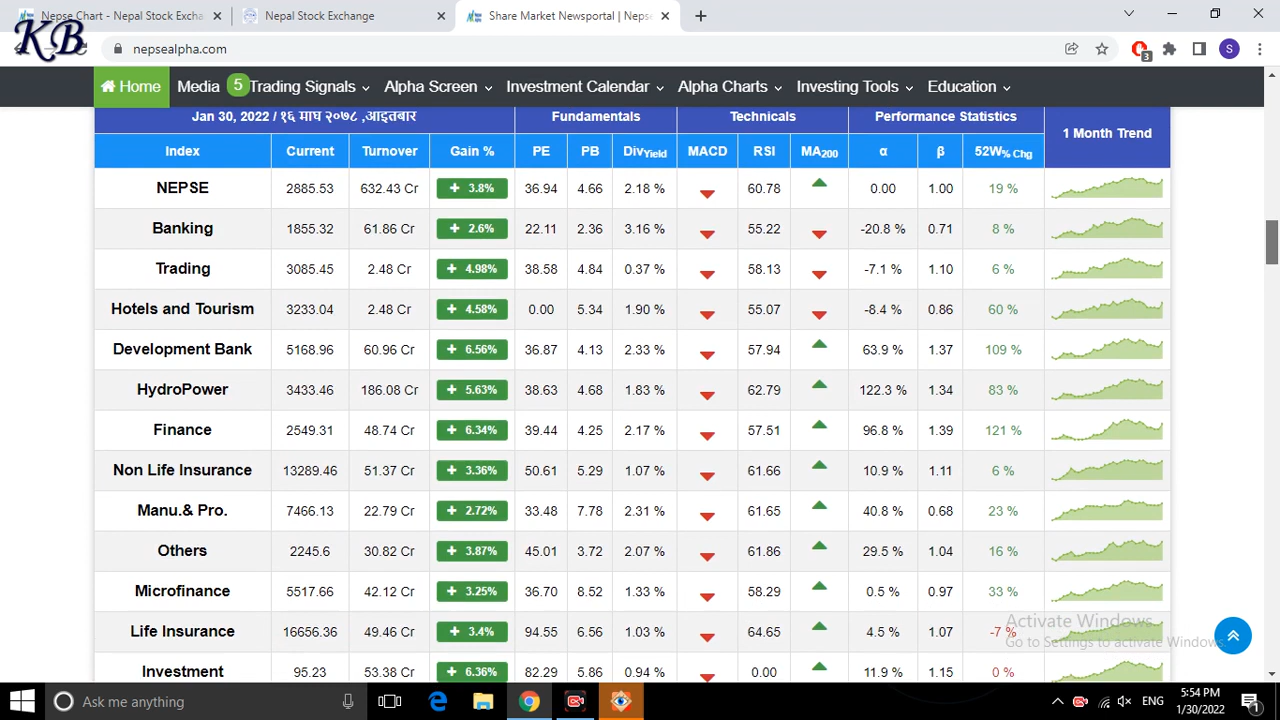 Nepse Chart - Nepal Stock Excha
Nepal Stock Exchange
Share Market Newsportal | Nepse
KB
nepsealpha.com
3
S
Home Media 5 Trading Signals Alpha Screen Investment Calendar Alpha Charts Investing Tools Education
Jan 30, 2022 / १६ माघ २०७८ ,आइतबार Fundamentals Technicals Performance Statistics 1 Month Trend
Index Current Turnover Gain % PE PB DivYield MACD RSI MA200 α β 52W% Chg
NEPSE 2885.53 632.43 Cr + 3.8% 36.94 4.66 2.18 % 60.78 0.00 1.00 19 %
Banking 1855.32 61.86 Cr + 2.6% 22.11 2.36 3.16 % 55.22 -20.8 % 0.71 8 %
Trading 3085.45 2.48 Cr + 4.98% 38.58 4.84 0.37 % 58.13 -7.1 % 1.10 6 %
Hotels and Tourism 3233.04 2.48 Cr + 4.58% 0.00 5.34 1.90 % 55.07 -8.4 % 0.86 60 %
Development Bank 5168.96 60.96 Cr + 6.56% 36.87 4.13 2.33 % 57.94 63.9 % 1.37 109 %
HydroPower 3433.46 186.08 Cr + 5.63% 38.63 4.68 1.83 % 62.79 122.3 % 1.34 83 %
Finance 2549.31 48.74 Cr + 6.34% 39.44 4.25 2.17 % 57.51 96.8 % 1.39 121 %
Non Life Insurance 13289.46 51.37 Cr + 3.36% 50.61 5.29 1.07 % 61.66 10.9 % 1.11 6 %
Manu.& Pro. 7466.13 22.79 Cr + 2.72% 33.48 7.78 2.31 % 61.65 40.8 % 0.68 23 %
Others 2245.6 30.82 Cr + 3.87% 45.01 3.72 2.07 % 61.86 29.5 % 1.04 16 %
Microfinance 5517.66 42.12 Cr + 3.25% 36.70 8.52 1.33 % 58.29 0.5 % 0.97 33 %
Life Insurance 16656.36 49.46 Cr + 3.4% 94.55 6.56 1.03 % 64.65 4.5 % 1.07 -7 %
Investment 95.23 53.38 Cr + 6.36% 82.29 5.86 0.94 % 0.00 11.9 % 1.15 0 %
Activate Windows
Go to Settings to activate Windows.
Ask me anything
ENG
5:54 PM
1/30/2022
1